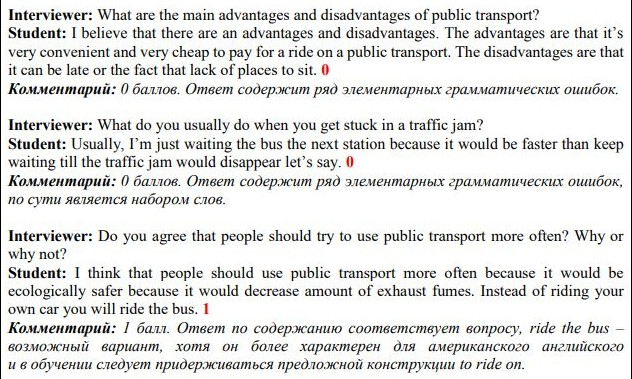 Interviewer: What are the main advantages and disadvantages of public transport?
Student: I believe that there are an advantages and disadvantages. The advantages are that it's
very convenient and very cheap to pay for a ride on a public transport. The disadvantages are that
it can be late or the fact that lack of places to sit. 0
Комментарий: 0 баллов. Ответ содержит ряд элементарных грамматических ошибок.
Interviewer: What do you usually do when you get stuck in a traffic jam?
Student: Usually, I'm just waiting the bus the next station because it would be faster than keep
waiting till the traffic jam would disappear let's say. 0
Комментарий: 0 баллов. Ответ содержит ряд элементарных грамматических ошибок,
по сути является набором слов.
Interviewer: Do you agree that people should try to use public transport more often? Why or
why not?
Student: I think that people should use public transport more often because it would be
ecologically safer because it would decrease amount of exhaust fumes. Instead of riding your
own car you will ride the bus. 1
Комментарий: 1 балл. Ответ по содержанию соответствует вопросу, ride the bus –
возможный вариант, хотя он более характерен для американского английского
и в обучении следует придерживаться предложной конструкции to ride on.